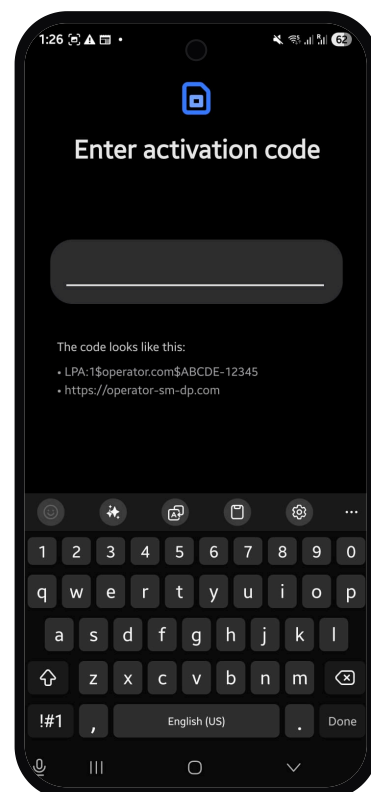 1:26
62
Enter activation code
The code looks like this:
• LPA:1$operator.com$ABCDE-12345
• https://operator-sm-dp.com
1 2 3 4 5 6 7 8 9 0
q w e r t y u i o p
a s d f g h j k l
z x c v b n m
!#1 , English (US) . Done